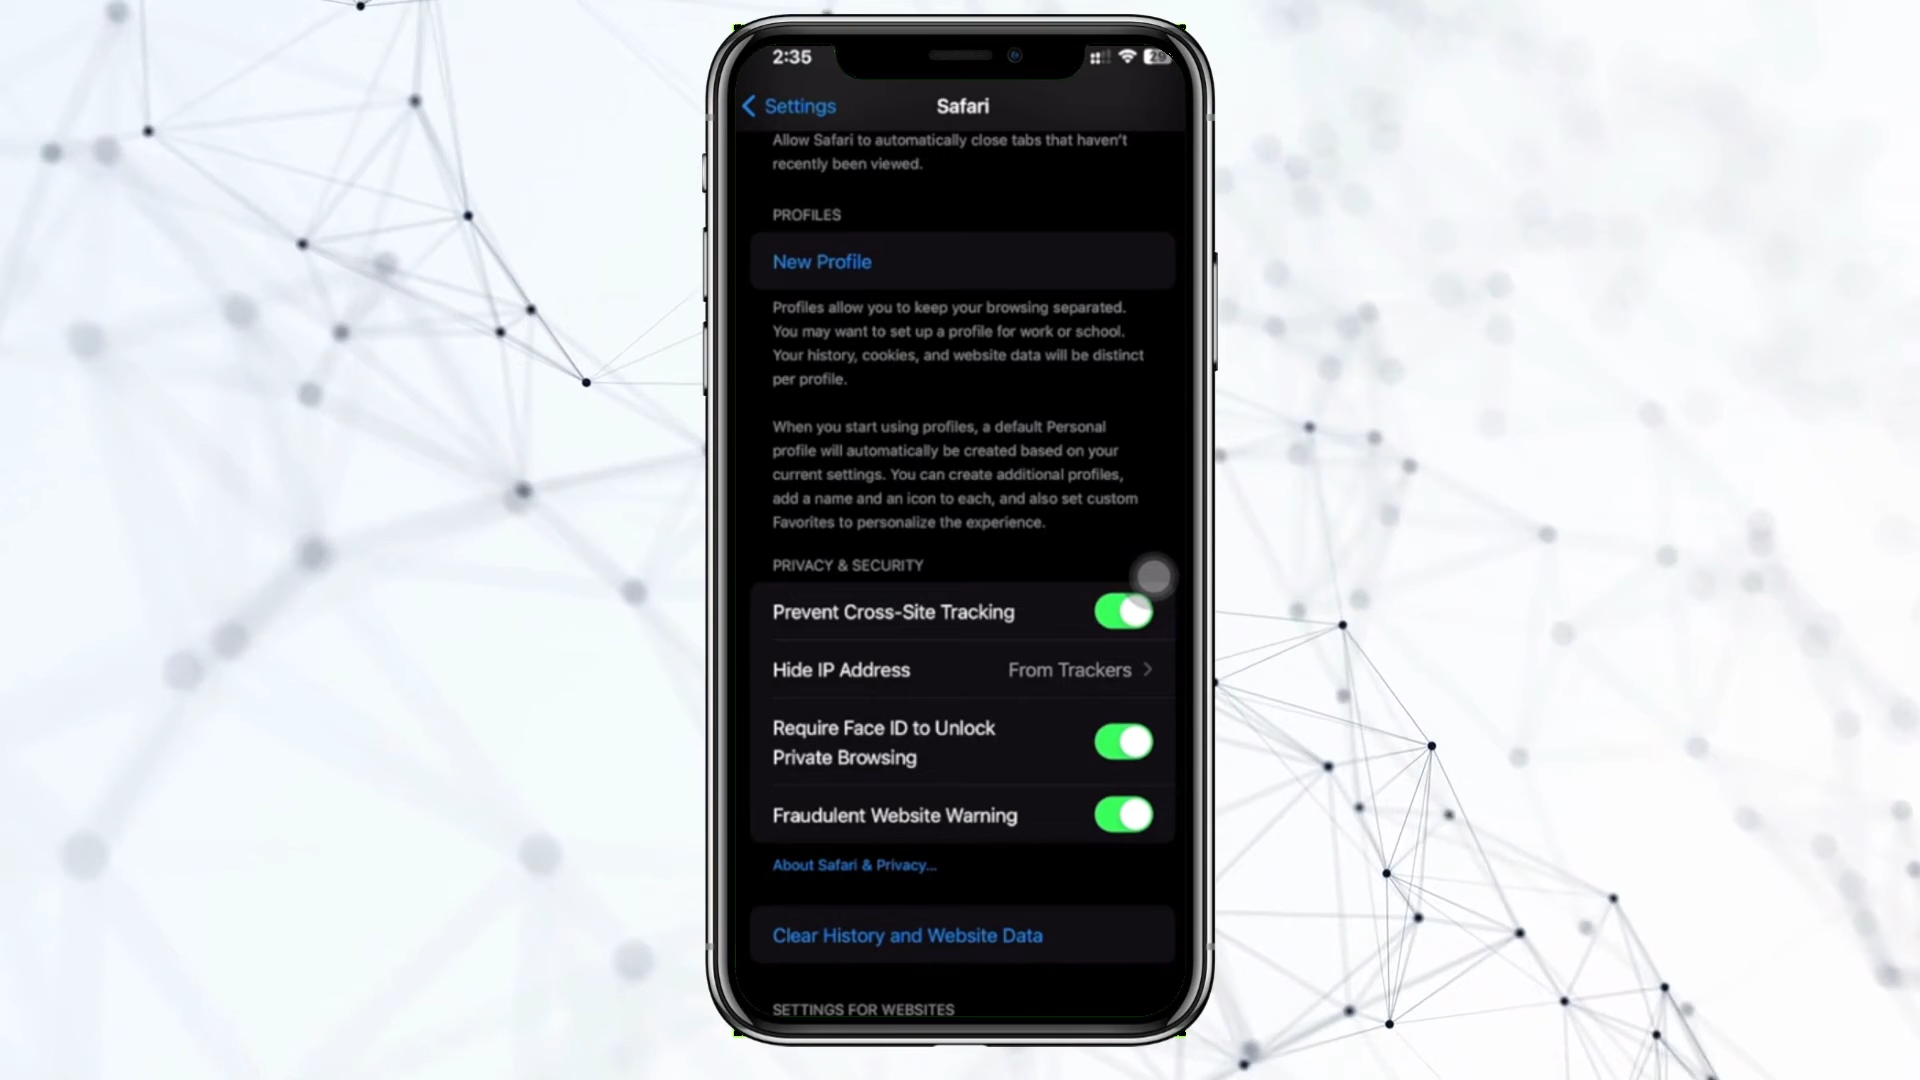 2:35
Settings
Safari
Allow Safari to automatically close tabs that haven't
recently been viewed.
PROFILES
New Profile
Profiles allow you to keep your browsing separated.
You may want to set up a profile for work or school.
Your history, cookies, and website data will be distinct
per profile.
When you start using profiles, a default Personal
profile will automatically be created based on your
current settings. You can create additional profiles,
add a name and an icon to each, and also set custom
Favorites to personalize the experience.
PRIVACY & SECURITY
Prevent Cross-Site Tracking
Hide IP Address From Trackers
Require Face ID to Unlock
Private Browsing
Fraudulent Website Warning
About Safari & Privacy...
Clear History and Website Data
SETTINGS FOR WEBSITES